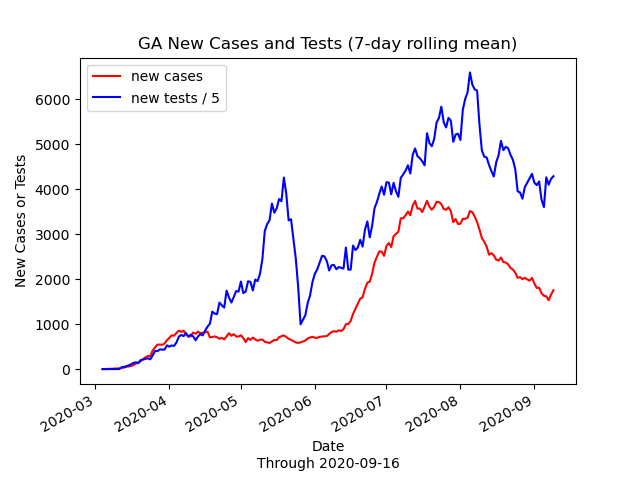 GA New Cases and Tests (7-day rolling mean)
new cases
new tests / 5
New Cases or Tests
6000
5000
4000
3000
2000
1000
0
2020-03
2020-04
2020-05
2020-06
2020-07
2020-08
2020-09
Date
Through 2020-09-16